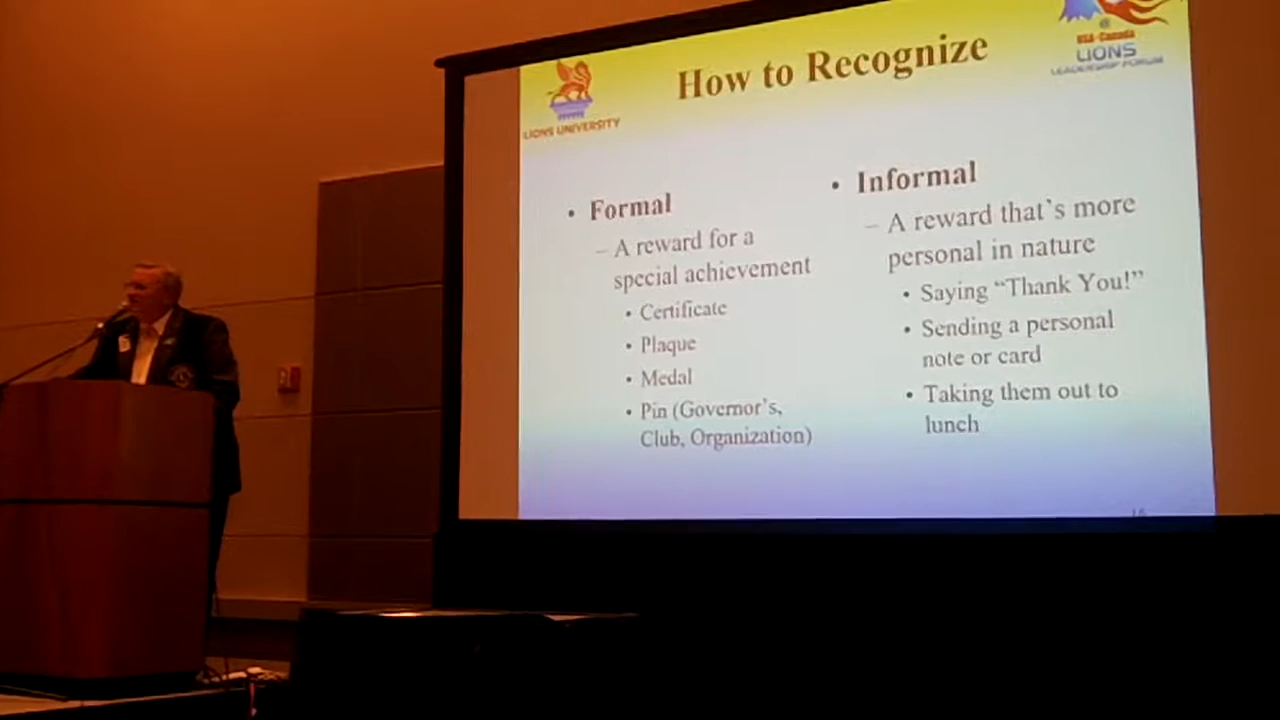 How to Recognize
LIONS UNIVERSITY
@
USA-Canada
LIONS
LEADERSHIP FORUM
• Formal
– A reward for a
special achievement
• Certificate
• Plaque
• Medal
• Pin (Governor's,
Club, Organization)
• Informal
– A reward that's more
personal in nature
• Saying “Thank You!”
• Sending a personal
note or card
• Taking them out to
lunch
16